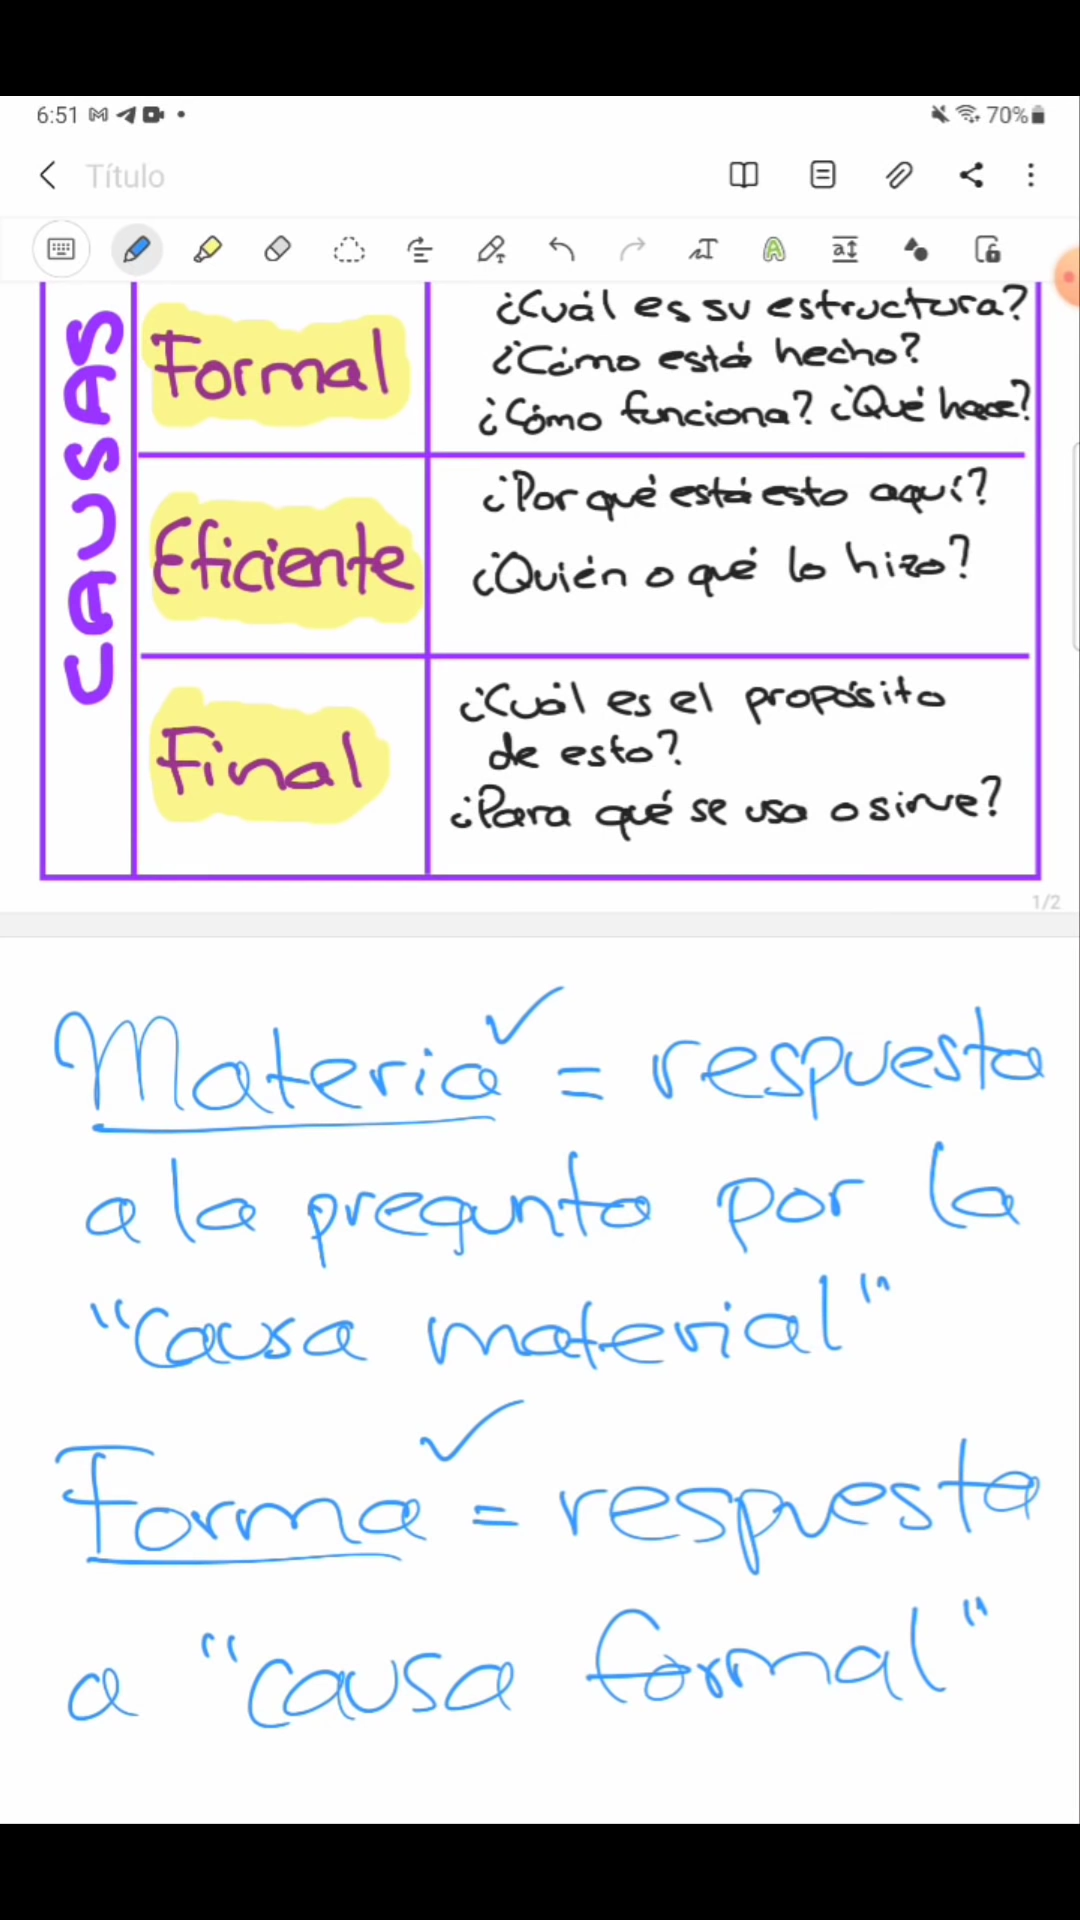 6:51
70%
Título
CAUSAS
Formal
¿Cuál es su estructura?
¿Cómo está hecho?
¿Cómo funciona? ¿Qué hace?
Eficiente
¿Por qué está esto aquí?
¿Quién o qué lo hizo?
Final
¿Cuál es el propósito
de esto?
¿Para qué se usa o sirve?
1/2
Materia ✓ = respuesta
a la pregunta por la
"causa material"
Forma ✓ = respuesta
a "causa formal"